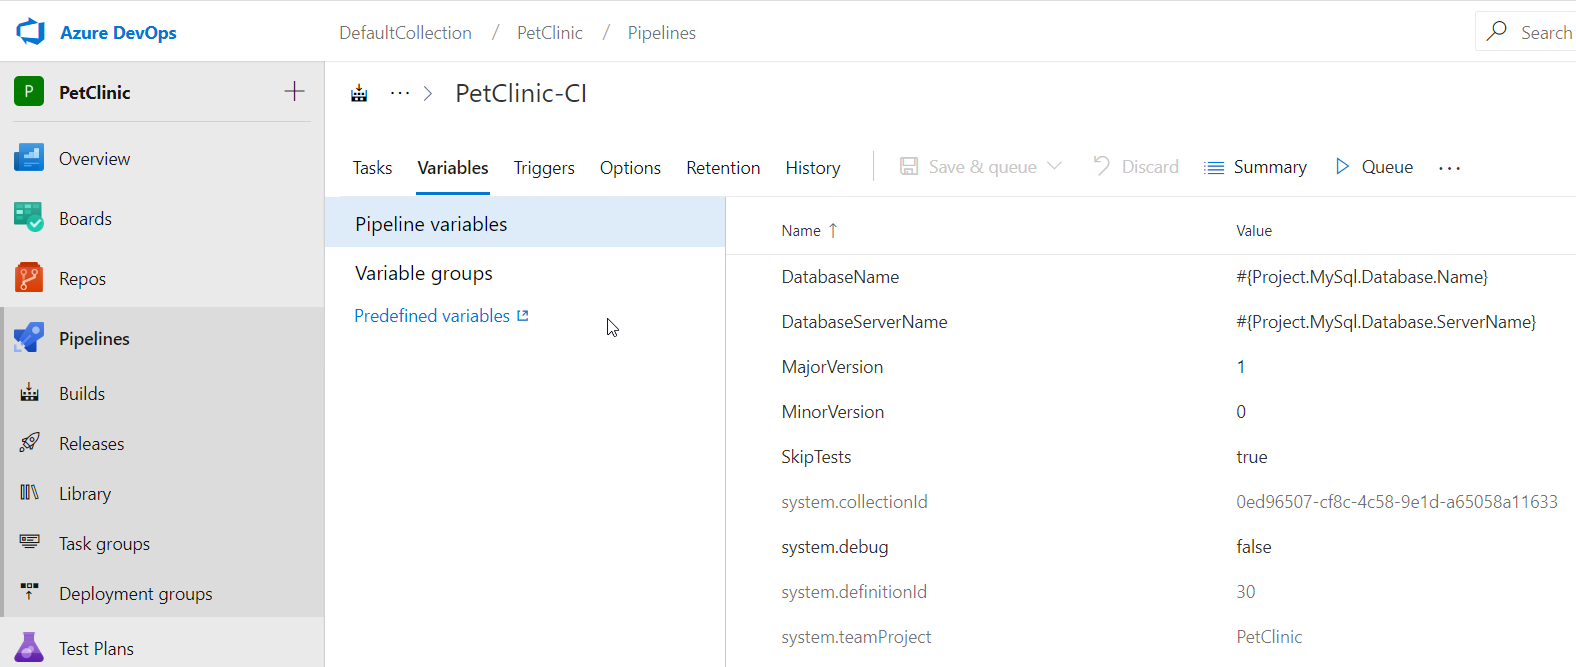 Azure DevOps
DefaultCollection / PetClinic / Pipelines
Search
P PetClinic
··· > PetClinic-CI
Overview
Boards
Repos
Pipelines
Builds
Releases
Library
Task groups
Deployment groups
Test Plans
Tasks Variables Triggers Options Retention History Save & queue Discard Summary Queue ···
Pipeline variables
Variable groups
Predefined variables
Name ↑ Value
DatabaseName #{Project.MySql.Database.Name}
DatabaseServerName #{Project.MySql.Database.ServerName}
MajorVersion 1
MinorVersion 0
SkipTests true
system.collectionId 0ed96507-cf8c-4c58-9e1d-a65058a11633
system.debug false
system.definitionId 30
system.teamProject PetClinic